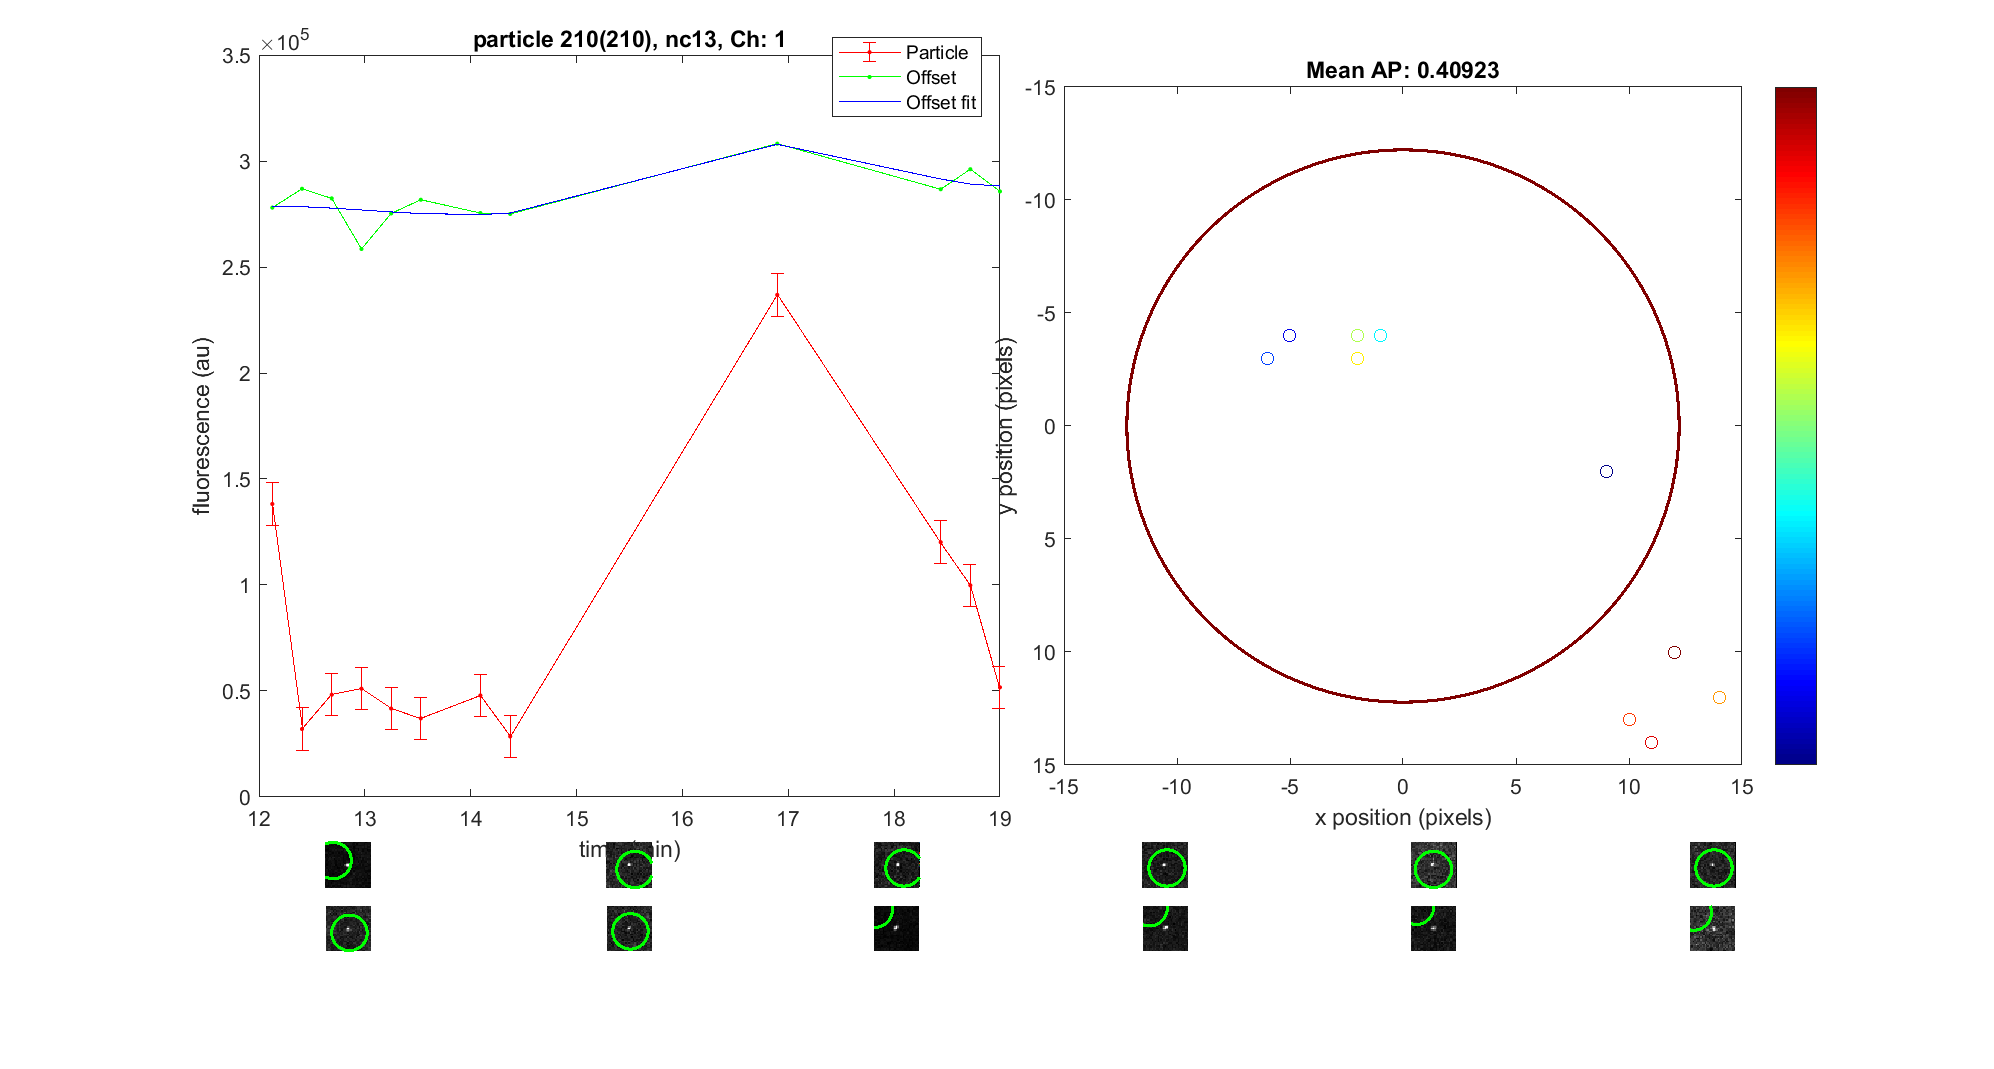 particle 210(210), nc13, Ch: 1
×10^5
Particle
Offset
Offset fit
3.5
3
2.5
2
1.5
1
0.5
0
fluorescence (au)
12 13 14 15 16 17 18 19
Mean AP: 0.40923
-15
-10
-5
0
5
10
15
y position (pixels)
-15 -10 -5 0 5 10 15
x position (pixels)